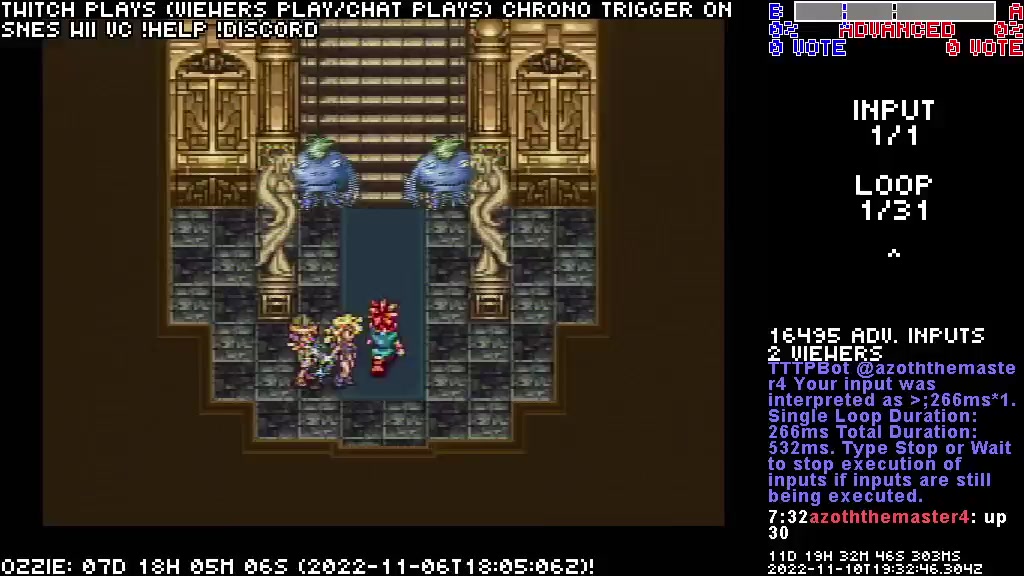 TWITCH PLAYS (VIEWERS PLAY/CHAT PLAYS) CHRONO TRIGGER ON
SNES WII VC !HELP !DISCORD
B A
0% ADVANCED 0%
0 VOTE 0 VOTE
INPUT
1/1
LOOP
1/31
^
16495 ADV. INPUTS
2 VIEWERS
TTTPBot @azoththemaste
r4 Your input was
interpreted as >;266ms*1.
Single Loop Duration:
266ms Total Duration:
532ms. Type Stop or Wait
to stop execution of
inputs if inputs are still
being executed.
7:32azoththemaster4: up
30
11D 19H 32M 46S 303MS
2022-11-10T19:32:46.304Z
OZZIE: 07D 18H 05M 06S (2022-11-06T18:05:06Z)!